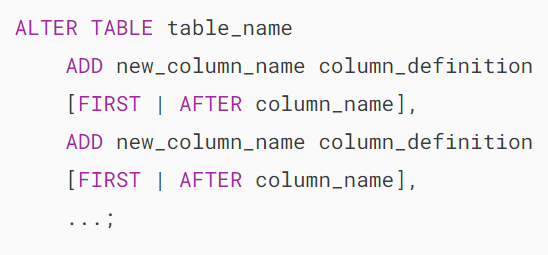 ALTER TABLE table_name
ADD new_column_name column_definition
[FIRST | AFTER column_name],
ADD new_column_name column_definition
[FIRST | AFTER column_name],
...;